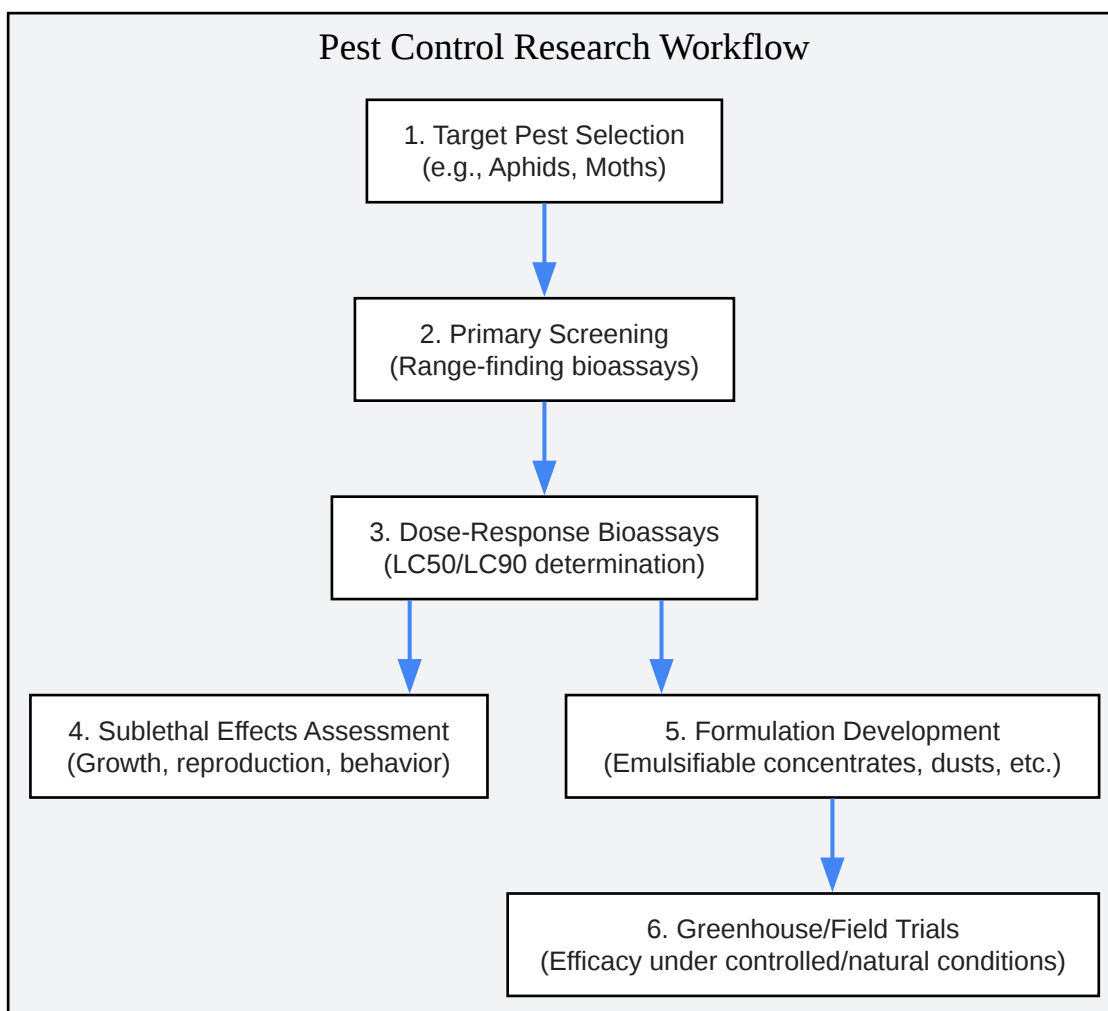 Pest Control Research Workflow
1. Target Pest Selection
(e.g., Aphids, Moths)
2. Primary Screening
(Range-finding bioassays)
3. Dose-Response Bioassays
(LC50/LC90 determination)
4. Sublethal Effects Assessment
(Growth, reproduction, behavior)
5. Formulation Development
(Emulsifiable concentrates, dusts, etc.)
6. Greenhouse/Field Trials
(Efficacy under controlled/natural conditions)